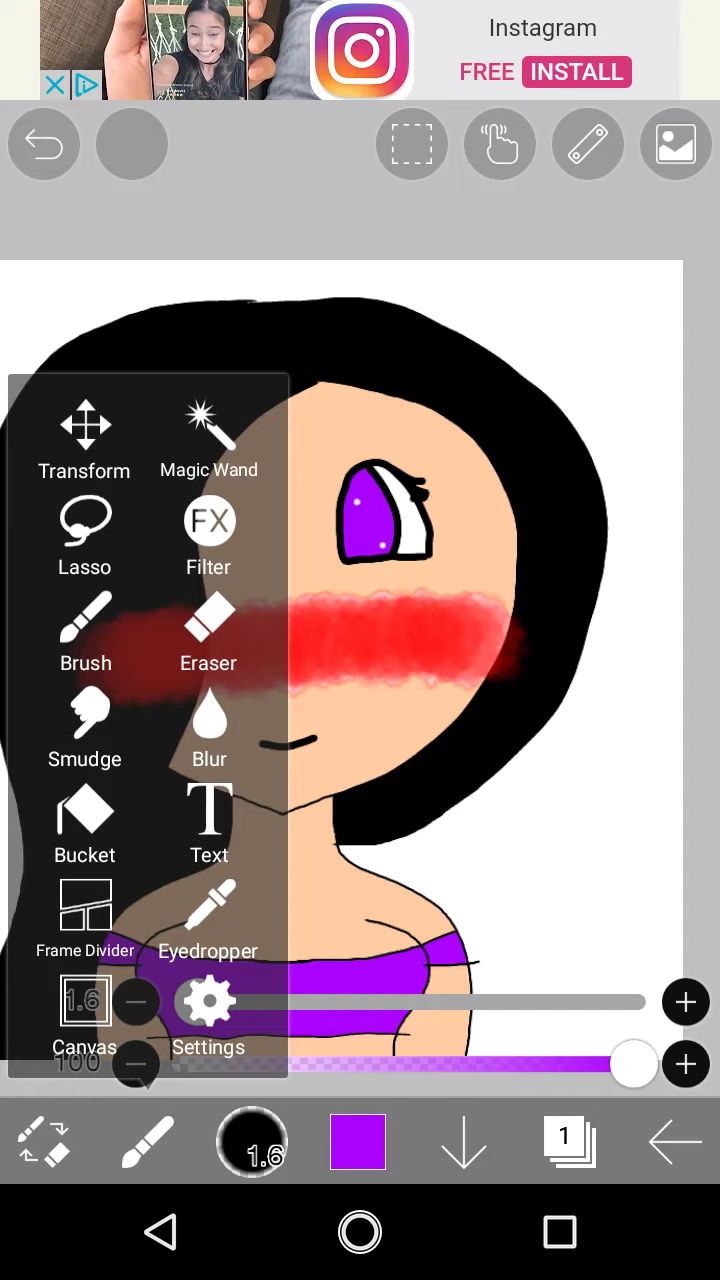 Instagram
FREE INSTALL
Transform
Magic Wand
Lasso
FX
Filter
Brush
Eraser
Smudge
Blur
Bucket
T
Text
Frame Divider
Eyedropper
1.6
Canvas
Settings
100
1.6
1